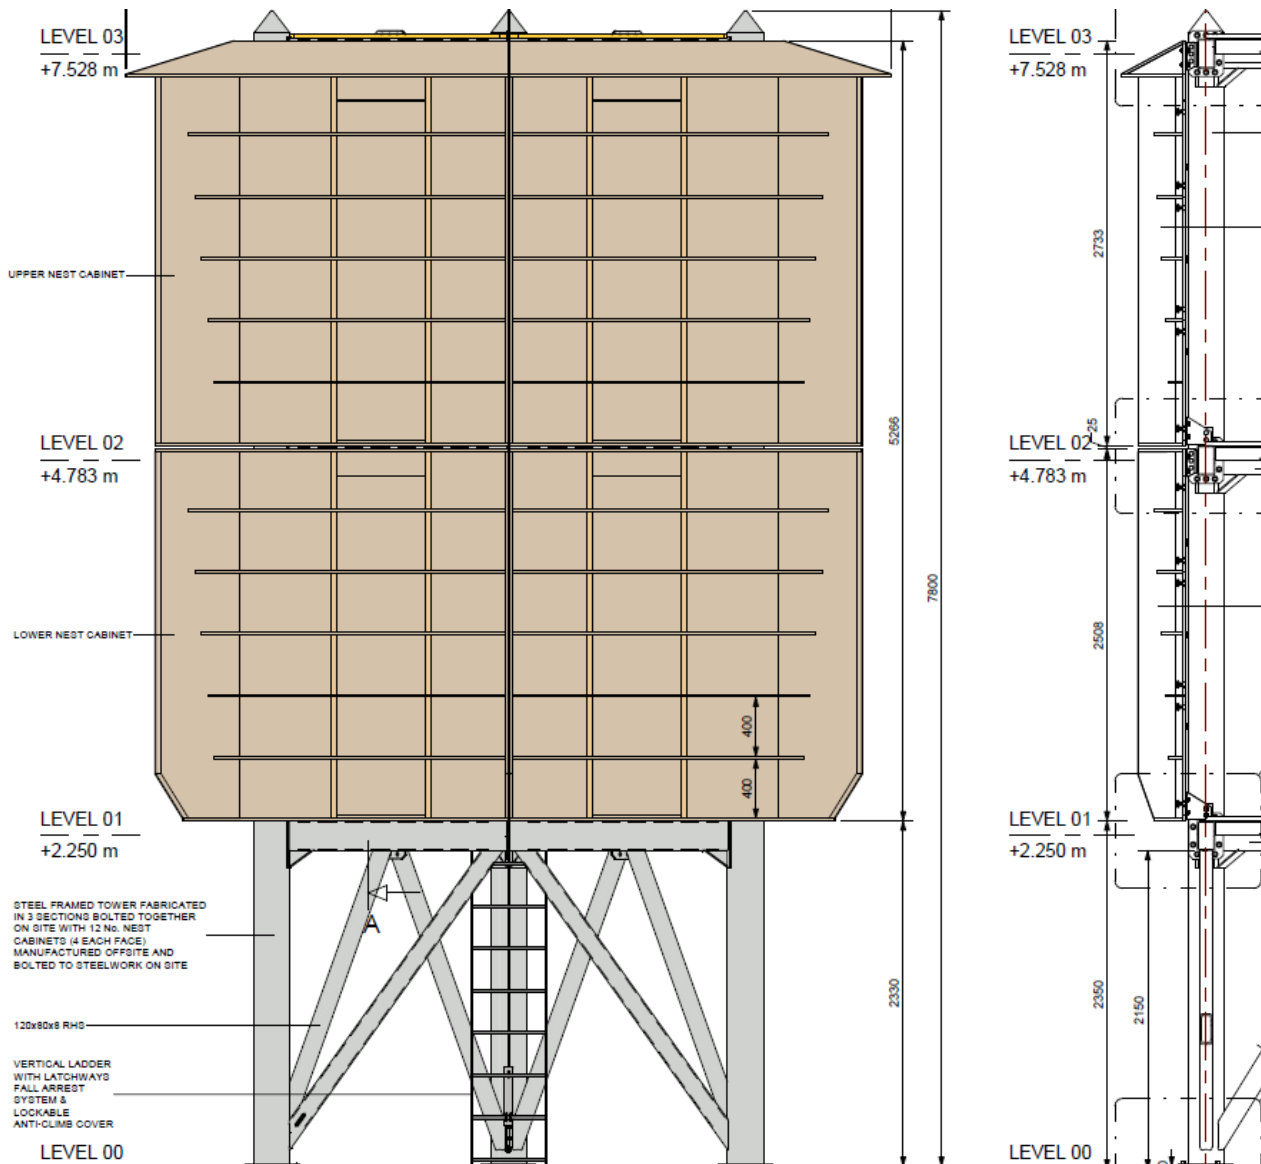 LEVEL 03
+7.528 m
UPPER NEST CABINET
LEVEL 02
+4.783 m
LOWER NEST CABINET
LEVEL 01
+2.250 m
STEEL FRAMED TOWER FABRICATED
IN 3 SECTIONS BOLTED TOGETHER
ON SITE WITH 12 No. NEST
CABINETS (4 EACH FACE)
MANUFACTURED OFFSITE AND
BOLTED TO STEELWORK ON SITE
120x60x8 RHS
VERTICAL LADDER
WITH LATCHWAYS
FALL ARREST
SYSTEM &
LOCKABLE
ANTI-CLIMB COVER
LEVEL 00
A
400
400
5266
2330
7800
LEVEL 03
+7.528 m
2733
25
LEVEL 02
+4.783 m
2508
LEVEL 01
+2.250 m
2350
2150
LEVEL 00